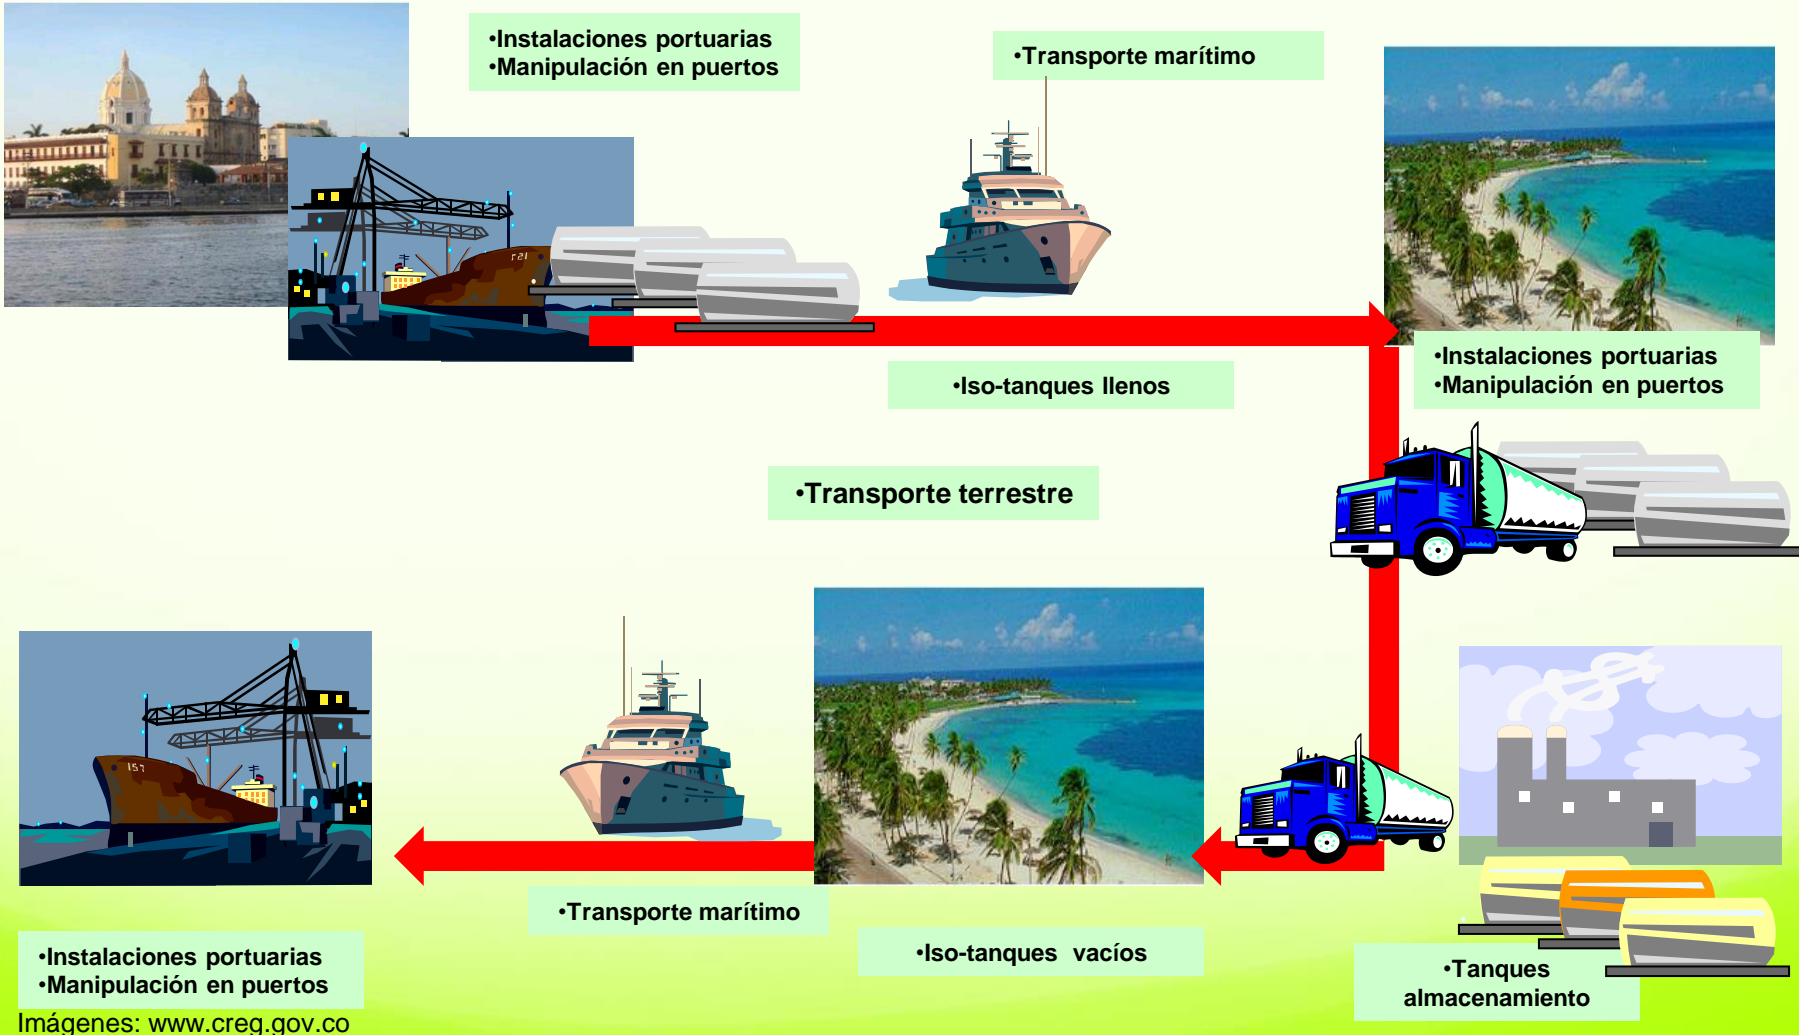 •Instalaciones portuarias
•Manipulación en puertos
•Transporte marítimo
•Instalaciones portuarias
•Manipulación en puertos
•Iso-tanques llenos
•Transporte terrestre
157
•Transporte marítimo
•Iso-tanques vacíos
•Tanques
almacenamiento
•Instalaciones portuarias
•Manipulación en puertos
Imágenes: www.creg.gov.co